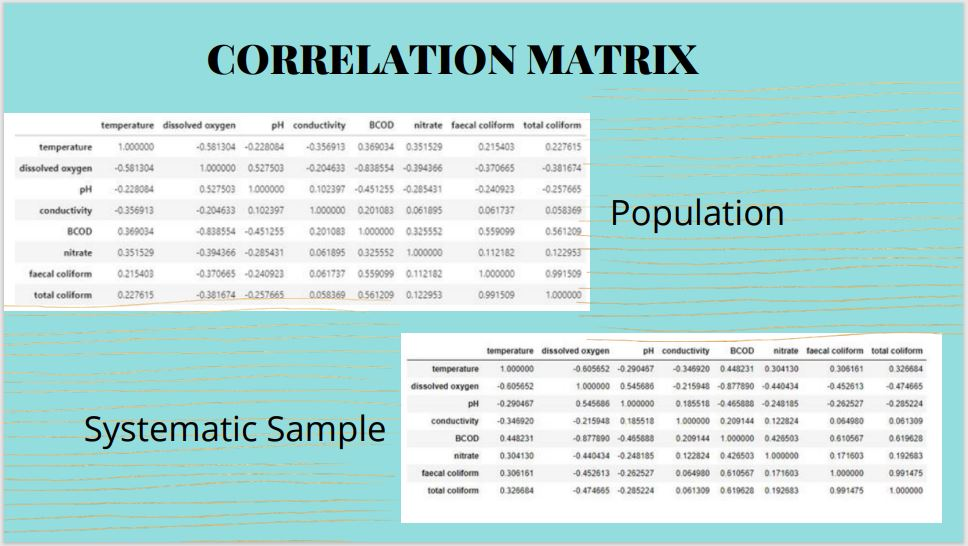 CORRELATION MATRIX
temperature dissolved oxygen pH conductivity BCOD nitrate faecal coliform total coliform
temperature 1.000000 -0.581304 -0.228084 -0.356913 0.369034 0.351529 0.215403 0.227615
dissolved oxygen -0.581304 1.000000 0.527503 -0.204633 -0.838554 -0.394366 -0.370665 -0.381674
pH -0.228084 0.527503 1.000000 0.102397 -0.451255 -0.285431 -0.240923 -0.257665
conductivity -0.356913 -0.204633 0.102397 1.000000 0.201083 0.061895 0.061737 0.058369
BCOD 0.369034 -0.838554 -0.451255 0.201083 1.000000 0.325552 0.559099 0.561209
nitrate 0.351529 -0.394366 -0.285431 0.061895 0.325552 1.000000 0.112182 0.122953
faecal coliform 0.215403 -0.370665 -0.240923 0.061737 0.559099 0.112182 1.000000 0.991509
total coliform 0.227615 -0.381674 -0.257665 0.058369 0.561209 0.122953 0.991509 1.000000
Population
temperature dissolved oxygen pH conductivity BCOD nitrate faecal coliform total coliform
temperature 1.000000 -0.605652 -0.290467 -0.346920 0.448231 0.304130 0.306161 0.326684
dissolved oxygen -0.605652 1.000000 0.545686 -0.215948 -0.877890 -0.440434 -0.452613 -0.474665
pH -0.290467 0.545686 1.000000 0.185518 -0.465888 -0.248185 -0.262527 -0.285224
conductivity -0.346920 -0.215948 0.185518 1.000000 0.209144 0.122824 0.064980 0.061309
BCOD 0.448231 -0.877890 -0.465888 0.209144 1.000000 0.426503 0.610567 0.619628
nitrate 0.304130 -0.440434 -0.248185 0.122824 0.426503 1.000000 0.171603 0.192683
faecal coliform 0.306161 -0.452613 -0.262527 0.064980 0.610567 0.171603 1.000000 0.991475
total coliform 0.326684 -0.474665 -0.285224 0.061309 0.619628 0.192683 0.991475 1.000000
Systematic Sample